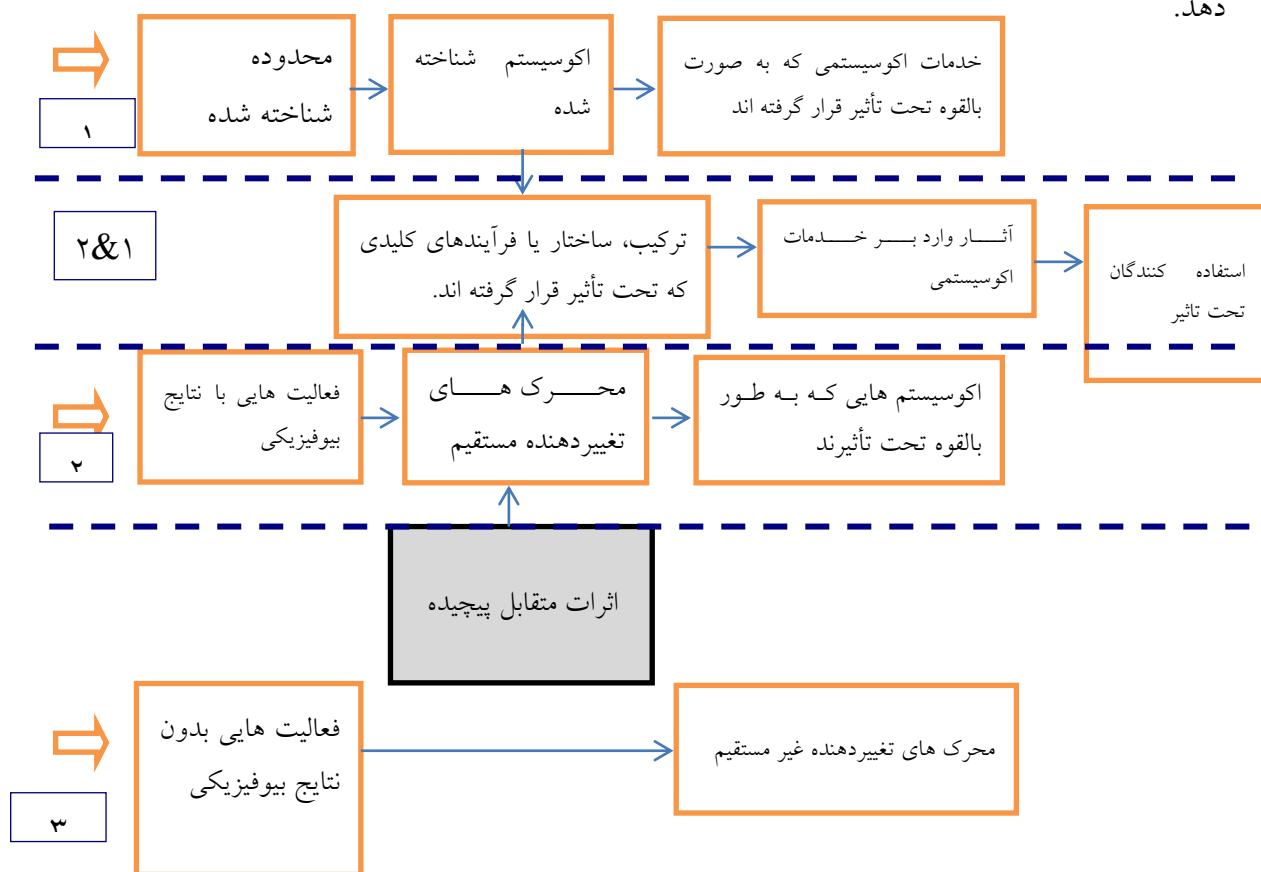 دهد.
محدوده
شناخته شده
اکوسیستم شناخته
شده
خدمات اکوسیستمی که به صورت
بالقوه تحت تأثیر قرار گرفته اند
۱
۱&۲
ترکیب، ساختار یا فرآیندهای کلیدی
که تحت تأثیر قرار گرفته اند.
آثـــار وارد بـــر خـــدمات
اکوسیستمی
استفاده کنندگان
تحت تاثیر
فعالیت هایی با نتایج
بیوفیزیکی
محـــرک هـــای
تغییردهنده مستقیم
اکوسیستم هایی کـه بـه طـور
بالقوه تحت تأثیرند
۲
اثرات متقابل پیچیده
فعالیت هایی بدون
نتایج بیوفیزیکی
محرک های تغییردهنده غیر مستقیم
۳